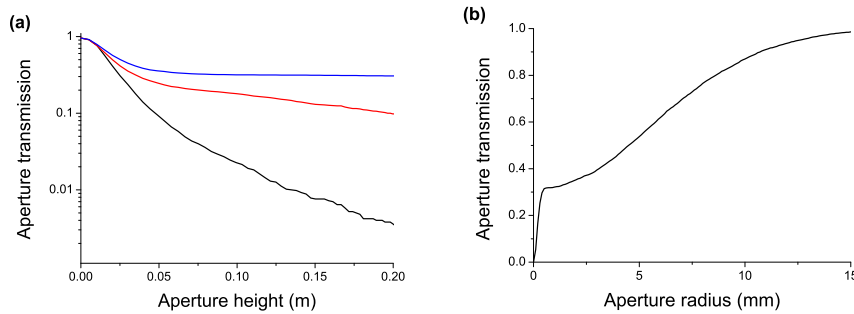 (a)
Aperture transmission
1
0.1
0.01
0.00 0.05 0.10 0.15 0.20
Aperture height (m)
(b)
Aperture transmission
1.0
0.8
0.6
0.4
0.2
0.0
0 5 10 15
Aperture radius (mm)